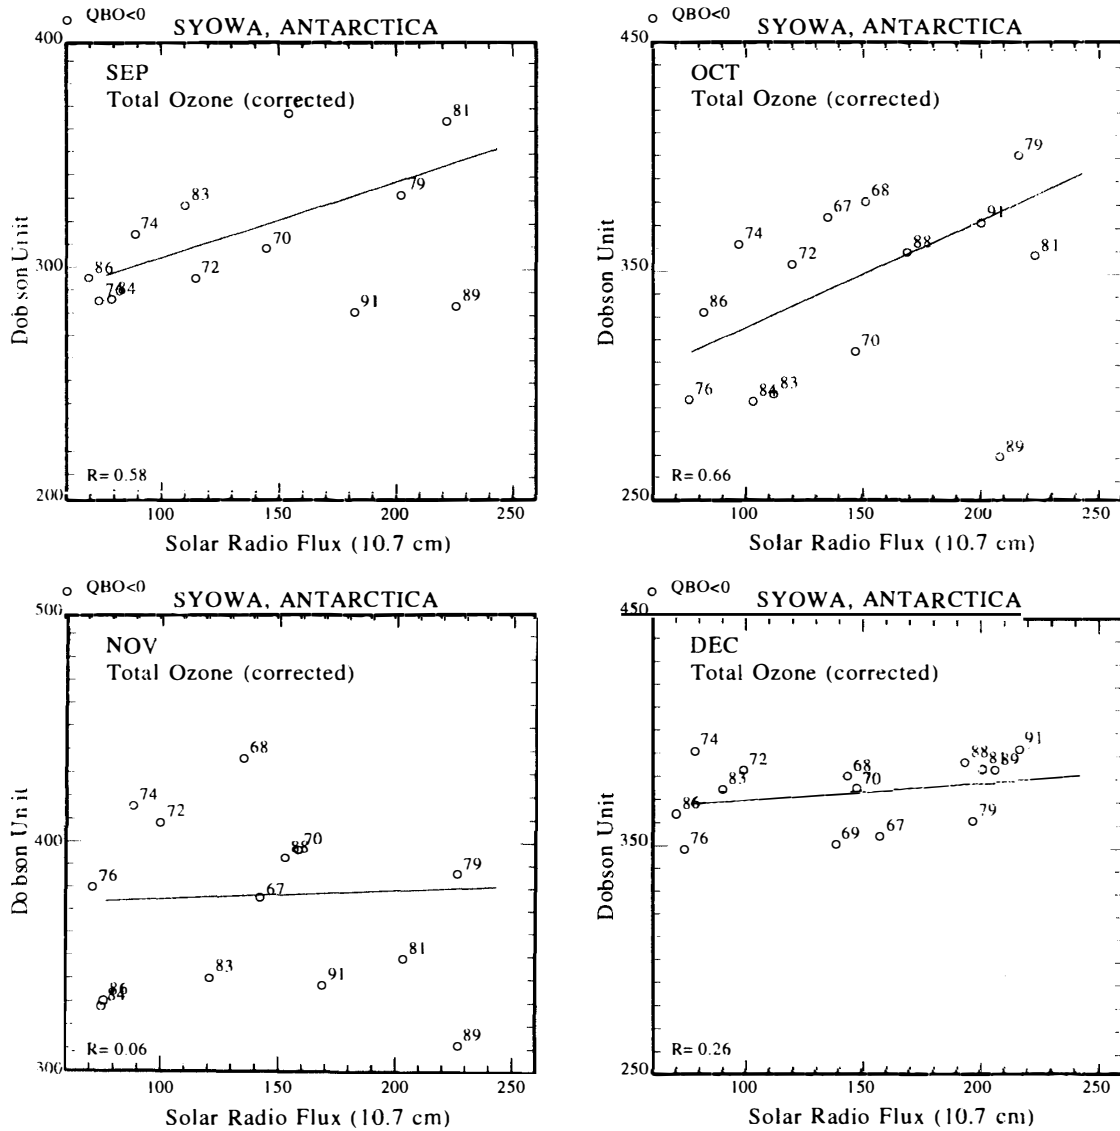 QBO<0
SYOWA, ANTARCTICA
400
SEP
Total Ozone (corrected)
81
83
79
74
70
300
86
72
84
91
89
Dobson Unit
R= 0.58
200
100 150 200 250
Solar Radio Flux (10.7 cm)
QBO<0
SYOWA, ANTARCTICA
450
OCT
Total Ozone (corrected)
79
68
67
91
74
88
81
72
350
86
70
76
84
83
89
Dobson Unit
R= 0.66
250
100 150 200 250
Solar Radio Flux (10.7 cm)
QBO<0
SYOWA, ANTARCTICA
500
NOV
Total Ozone (corrected)
68
74
72
400
70
88
76
79
67
81
83
91
86
84
89
Dobson Unit
R= 0.06
300
100 150 200 250
Solar Radio Flux (10.7 cm)
QBO<0
SYOWA, ANTARCTICA
450
DEC
Total Ozone (corrected)
74
91
72
68
88
81
89
83
70
86
79
67
76
69
350
Dobson Unit
R= 0.26
250
100 150 200 250
Solar Radio Flux (10.7 cm)